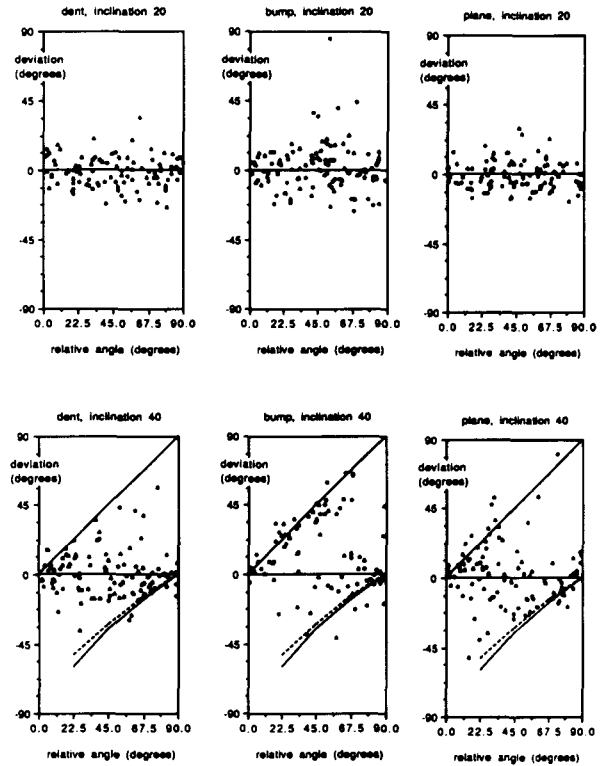 dent, inclination 20
bump, inclination 20
plane, inclination 20
90
deviation
(degrees)
45
0
-45
-90
0.0 22.5 45.0 67.5 90.0
relative angle (degrees)
90
deviation
(degrees)
45
0
-45
-90
0.0 22.5 45.0 67.5 90.0
relative angle (degrees)
90
deviation
(degrees)
45
0
-45
-90
0.0 22.5 45.0 67.5 90.0
relative angle (degrees)
dent, inclination 40
bump, inclination 40
plane, inclination 40
90
deviation
(degrees)
45
0
-45
-90
0.0 22.5 45.0 67.5 90.0
relative angle (degrees)
90
deviation
(degrees)
45
0
-45
-90
0.0 22.5 45.0 67.5 90.0
relative angle (degrees)
90
deviation
(degrees)
45
0
-45
-90
0.0 22.5 45.0 67.5 90.0
relative angle (degrees)